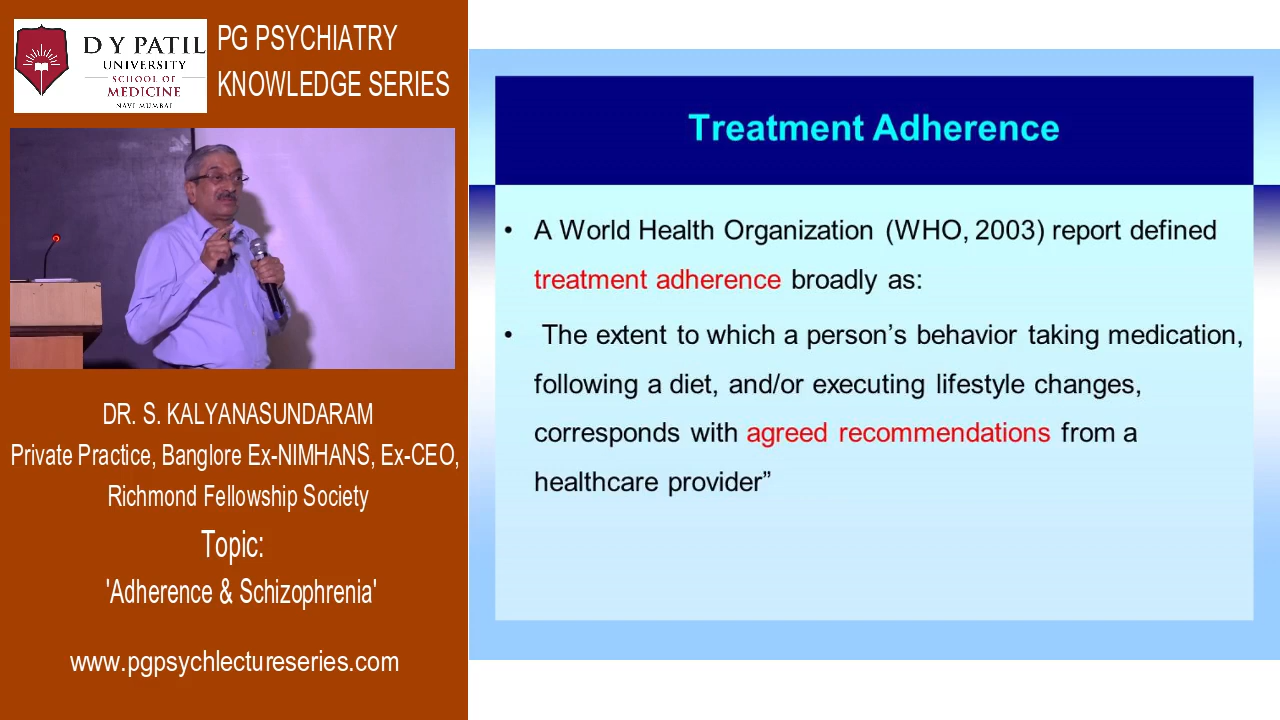 D Y PATIL
UNIVERSITY
SCHOOL OF
MEDICINE
NAVI MUMBAI
PG PSYCHIATRY
KNOWLEDGE SERIES
DR. S. KALYANASUNDARAM
Private Practice, Banglore Ex-NIMHANS, Ex-CEO,
Richmond Fellowship Society
Topic:
'Adherence & Schizophrenia'
www.pgpsychlectureseries.com
Treatment Adherence
• A World Health Organization (WHO, 2003) report defined
treatment adherence broadly as:
• The extent to which a person’s behavior taking medication,
following a diet, and/or executing lifestyle changes,
corresponds with agreed recommendations from a
healthcare provider”